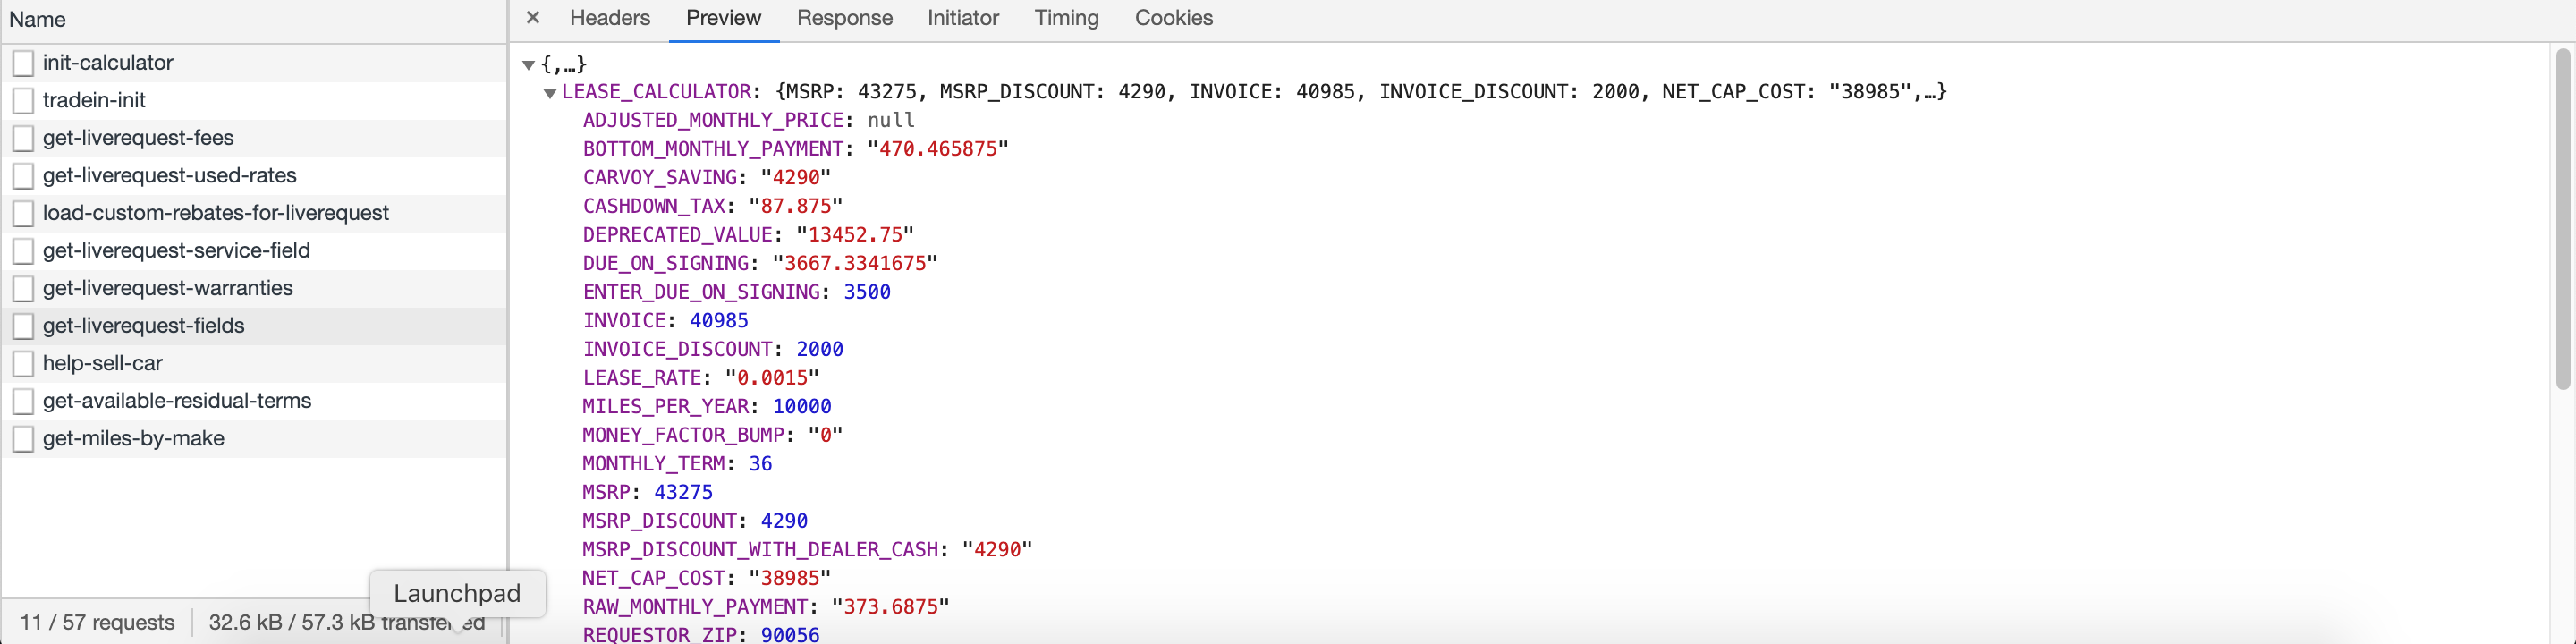 Name
init-calculator
tradein-init
get-liverequest-fees
get-liverequest-used-rates
load-custom-rebates-for-liverequest
get-liverequest-service-field
get-liverequest-warranties
get-liverequest-fields
help-sell-car
get-available-residual-terms
get-miles-by-make
11 / 57 requests
32.6 kB / 57.3 kB transferred
Launchpad
× Headers Preview Response Initiator Timing Cookies
▼ {,…}
▼ LEASE_CALCULATOR: {MSRP: 43275, MSRP_DISCOUNT: 4290, INVOICE: 40985, INVOICE_DISCOUNT: 2000, NET_CAP_COST: "38985",…}
ADJUSTED_MONTHLY_PRICE: null
BOTTOM_MONTHLY_PAYMENT: "470.465875"
CARVOY_SAVING: "4290"
CASHDOWN_TAX: "87.875"
DEPRECATED_VALUE: "13452.75"
DUE_ON_SIGNING: "3667.3341675"
ENTER_DUE_ON_SIGNING: 3500
INVOICE: 40985
INVOICE_DISCOUNT: 2000
LEASE_RATE: "0.0015"
MILES_PER_YEAR: 10000
MONEY_FACTOR_BUMP: "0"
MONTHLY_TERM: 36
MSRP: 43275
MSRP_DISCOUNT: 4290
MSRP_DISCOUNT_WITH_DEALER_CASH: "4290"
NET_CAP_COST: "38985"
RAW_MONTHLY_PAYMENT: "373.6875"
REQUESTOR_ZIP: 90056